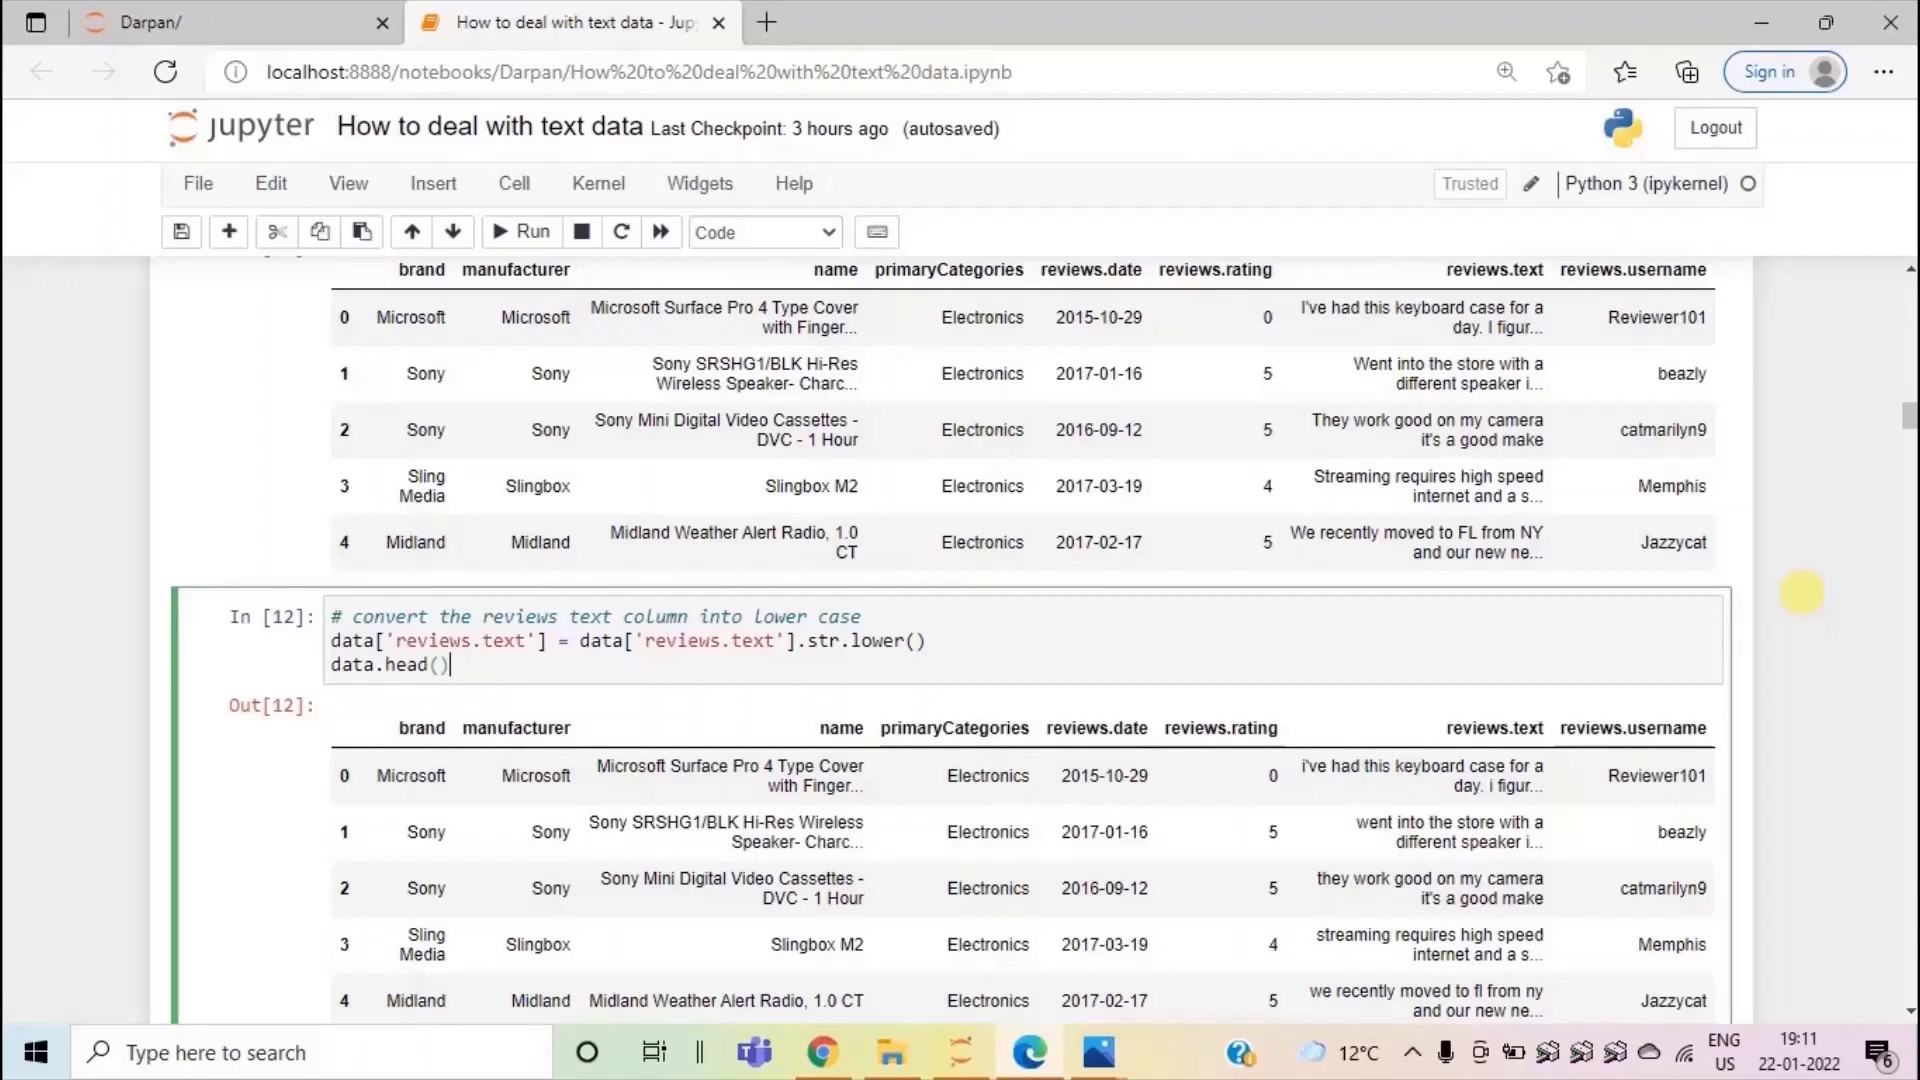 Darpan/
How to deal with text data - Jup
localhost:8888/notebooks/Darpan/How%20to%20deal%20with%20text%20data.ipynb
Sign in
jupyter How to deal with text data Last Checkpoint: 3 hours ago (autosaved)
Logout
File Edit View Insert Cell Kernel Widgets Help
Trusted
Python 3 (ipykernel)
Run
Code
brand manufacturer name primaryCategories reviews.date reviews.rating reviews.text reviews.username
0 Microsoft Microsoft Microsoft Surface Pro 4 Type Cover Electronics 2015-10-29 0 I've had this keyboard case for a Reviewer101
with Finger... day. I figur...
1 Sony Sony Sony SRSHG1/BLK Hi-Res Electronics 2017-01-16 5 Went into the store with a beazly
Wireless Speaker- Charc... different speaker i...
2 Sony Sony Sony Mini Digital Video Cassettes - Electronics 2016-09-12 5 They work good on my camera catmarilyn9
DVC - 1 Hour it's a good make
3 Sling Slingbox Slingbox M2 Electronics 2017-03-19 4 Streaming requires high speed Memphis
Media internet and a s...
4 Midland Midland Midland Weather Alert Radio, 1.0 Electronics 2017-02-17 5 We recently moved to FL from NY Jazzycat
CT and our new ne...
In [12]:
# convert the reviews text column into lower case
data['reviews.text'] = data['reviews.text'].str.lower()
data.head()
Out[12]:
brand manufacturer name primaryCategories reviews.date reviews.rating reviews.text reviews.username
0 Microsoft Microsoft Microsoft Surface Pro 4 Type Cover Electronics 2015-10-29 0 i've had this keyboard case for a Reviewer101
with Finger... day. i figur...
1 Sony Sony Sony SRSHG1/BLK Hi-Res Wireless Electronics 2017-01-16 5 went into the store with a beazly
Speaker- Charc... different speaker i...
2 Sony Sony Sony Mini Digital Video Cassettes - Electronics 2016-09-12 5 they work good on my camera catmarilyn9
DVC - 1 Hour it's a good make
3 Sling Slingbox Slingbox M2 Electronics 2017-03-19 4 streaming requires high speed Memphis
Media internet and a s...
4 Midland Midland Midland Weather Alert Radio, 1.0 CT Electronics 2017-02-17 5 we recently moved to fl from ny Jazzycat
and our new ne...
Type here to search
12°C
ENG
US
19:11
22-01-2022
6